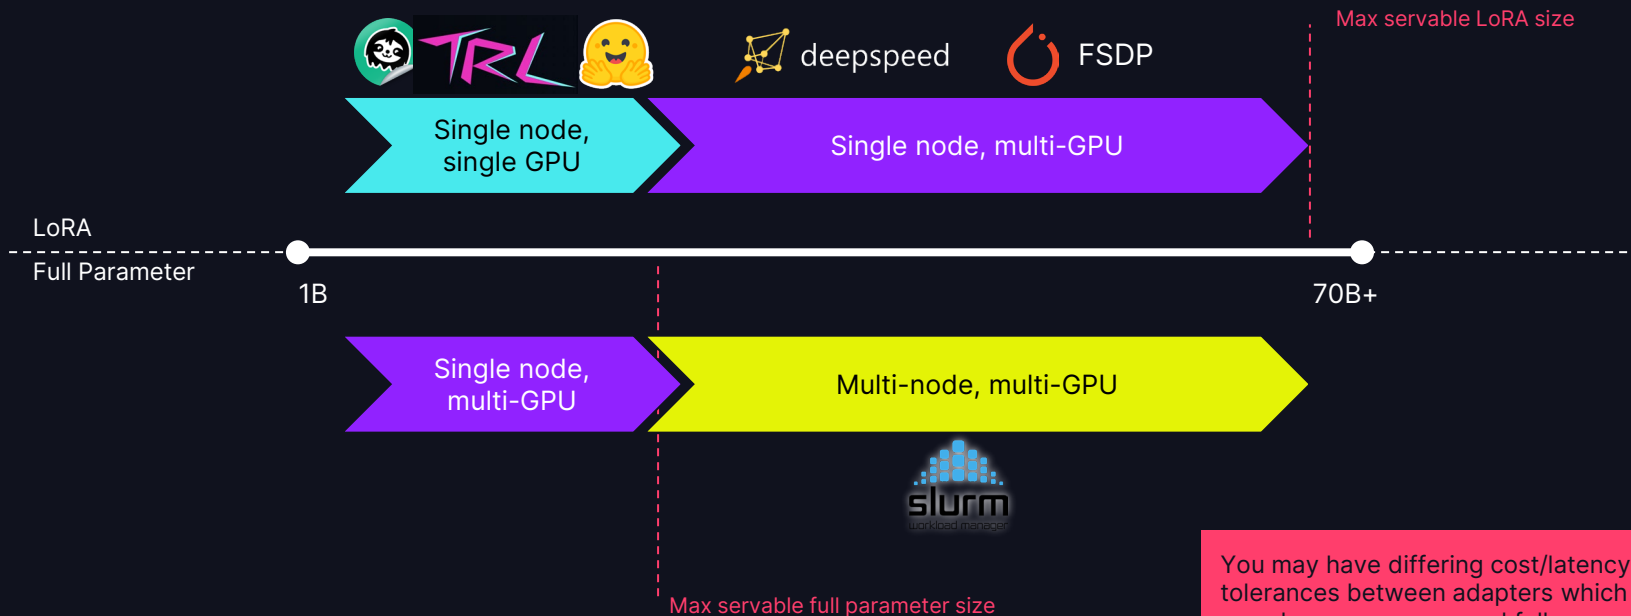 Max servable LoRA size
TRL
deepspeed
FSDP
Single node,
single GPU
Single node, multi-GPU
LoRA
Full Parameter
1B
70B+
Single node,
multi-GPU
Multi-node, multi-GPU
slurm
workload manager
You may have differing cost/latency
tolerances between adapters which
Max servable full parameter size